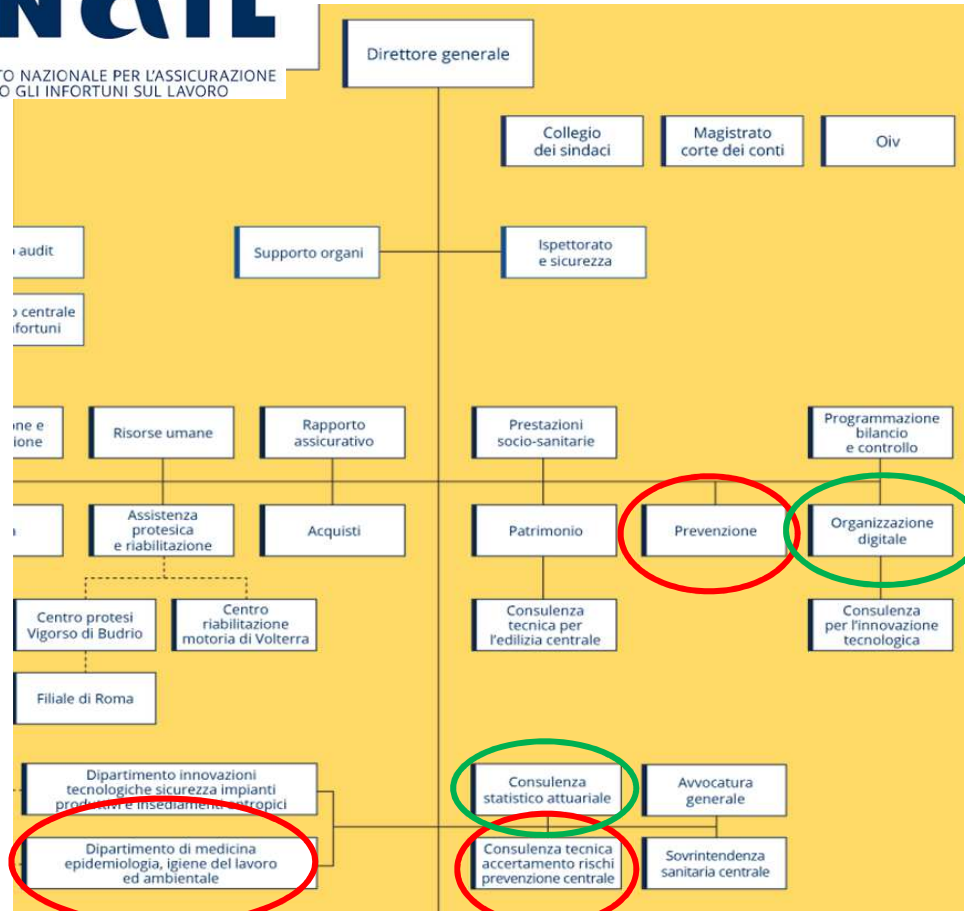 Direttore generale
NAZIONALE PER L'ASSICURAZIONE
GLI INFORTUNI SUL LAVORO
Collegio
dei sindaci
Magistrato
corte dei conti
Oiv
audit
Supporto organi
Ispettorato
e sicurezza
centrale
Risorse umane
Rapporto
assicurativo
Prestazioni
socio-sanitarie
Programmazione
bilancio
e controllo
Assistenza
protesica
e riabilitazione
Acquisti
Patrimonio
Prevenzione
Organizzazione
digitale
Centro protesi
Vigorso di Budrio
Centro
riabilitazione
motoria di Volterra
Consulenza
tecnica per
l'edilizia centrale
Consulenza
per l'innovazione
tecnologica
Filiale di Roma
Dipartimento innovazioni
tecnologiche sicurezza impianti
produttivi e insediamenti antropici
Consulenza
statistico attuariale
Avvocatura
generale
Dipartimento di medicina
epidemiologia, igiene del lavoro
ed ambientale
Consulenza tecnica
accertamento rischi
prevenzione centrale
Sovrintendenza
sanitaria centrale